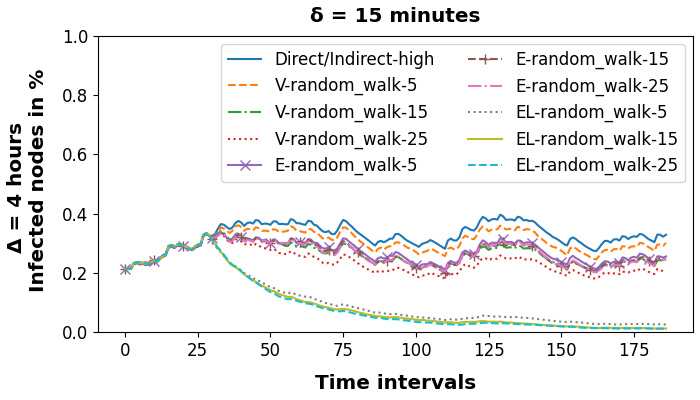 δ = 15 minutes
Δ = 4 hours
Infected nodes in %
1.0
0.8
0.6
0.4
0.2
0.0
Direct/Indirect-high
V-random_walk-5
V-random_walk-15
V-random_walk-25
E-random_walk-5
E-random_walk-15
E-random_walk-25
EL-random_walk-5
EL-random_walk-15
EL-random_walk-25
0 25 50 75 100 125 150 175
Time intervals